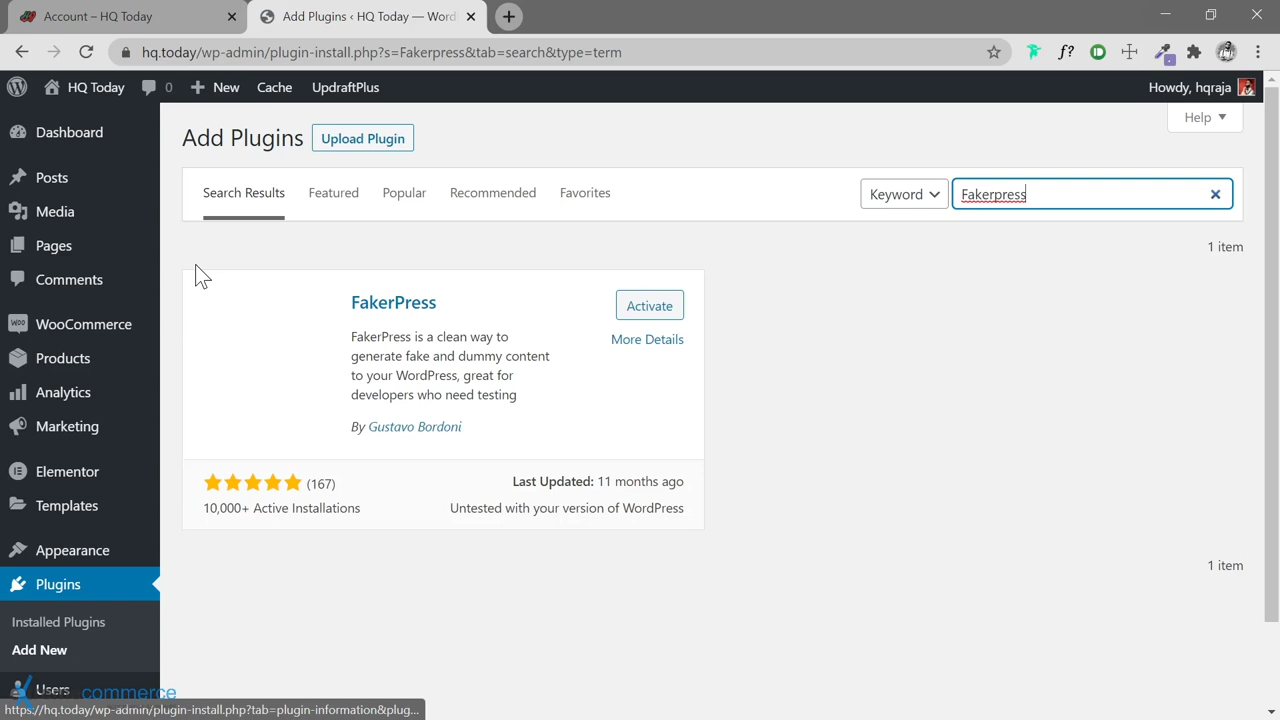 Account – HQ Today
Add Plugins ‹ HQ Today — Word
hq.today/wp-admin/plugin-install.php?s=Fakerpress&tab=search&type=term
f?
HQ Today
0
New
Cache
UpdraftPlus
Howdy, hqraja
Dashboard
Posts
Media
Pages
Comments
WooCommerce
Products
Analytics
Marketing
Elementor
Templates
Appearance
Plugins
Installed Plugins
Add New
Users
commerce
https://hq.today/wp-admin/plugin-install.php?tab=plugin-information&plug...
Help
Add Plugins
Upload Plugin
Search Results
Featured
Popular
Recommended
Favorites
Keyword
Fakerpress
1 item
FakerPress
Activate
More Details
FakerPress is a clean way to
generate fake and dummy content
to your WordPress, great for
developers who need testing
By Gustavo Bordoni
(167)
Last Updated: 11 months ago
10,000+ Active Installations
Untested with your version of WordPress
1 item